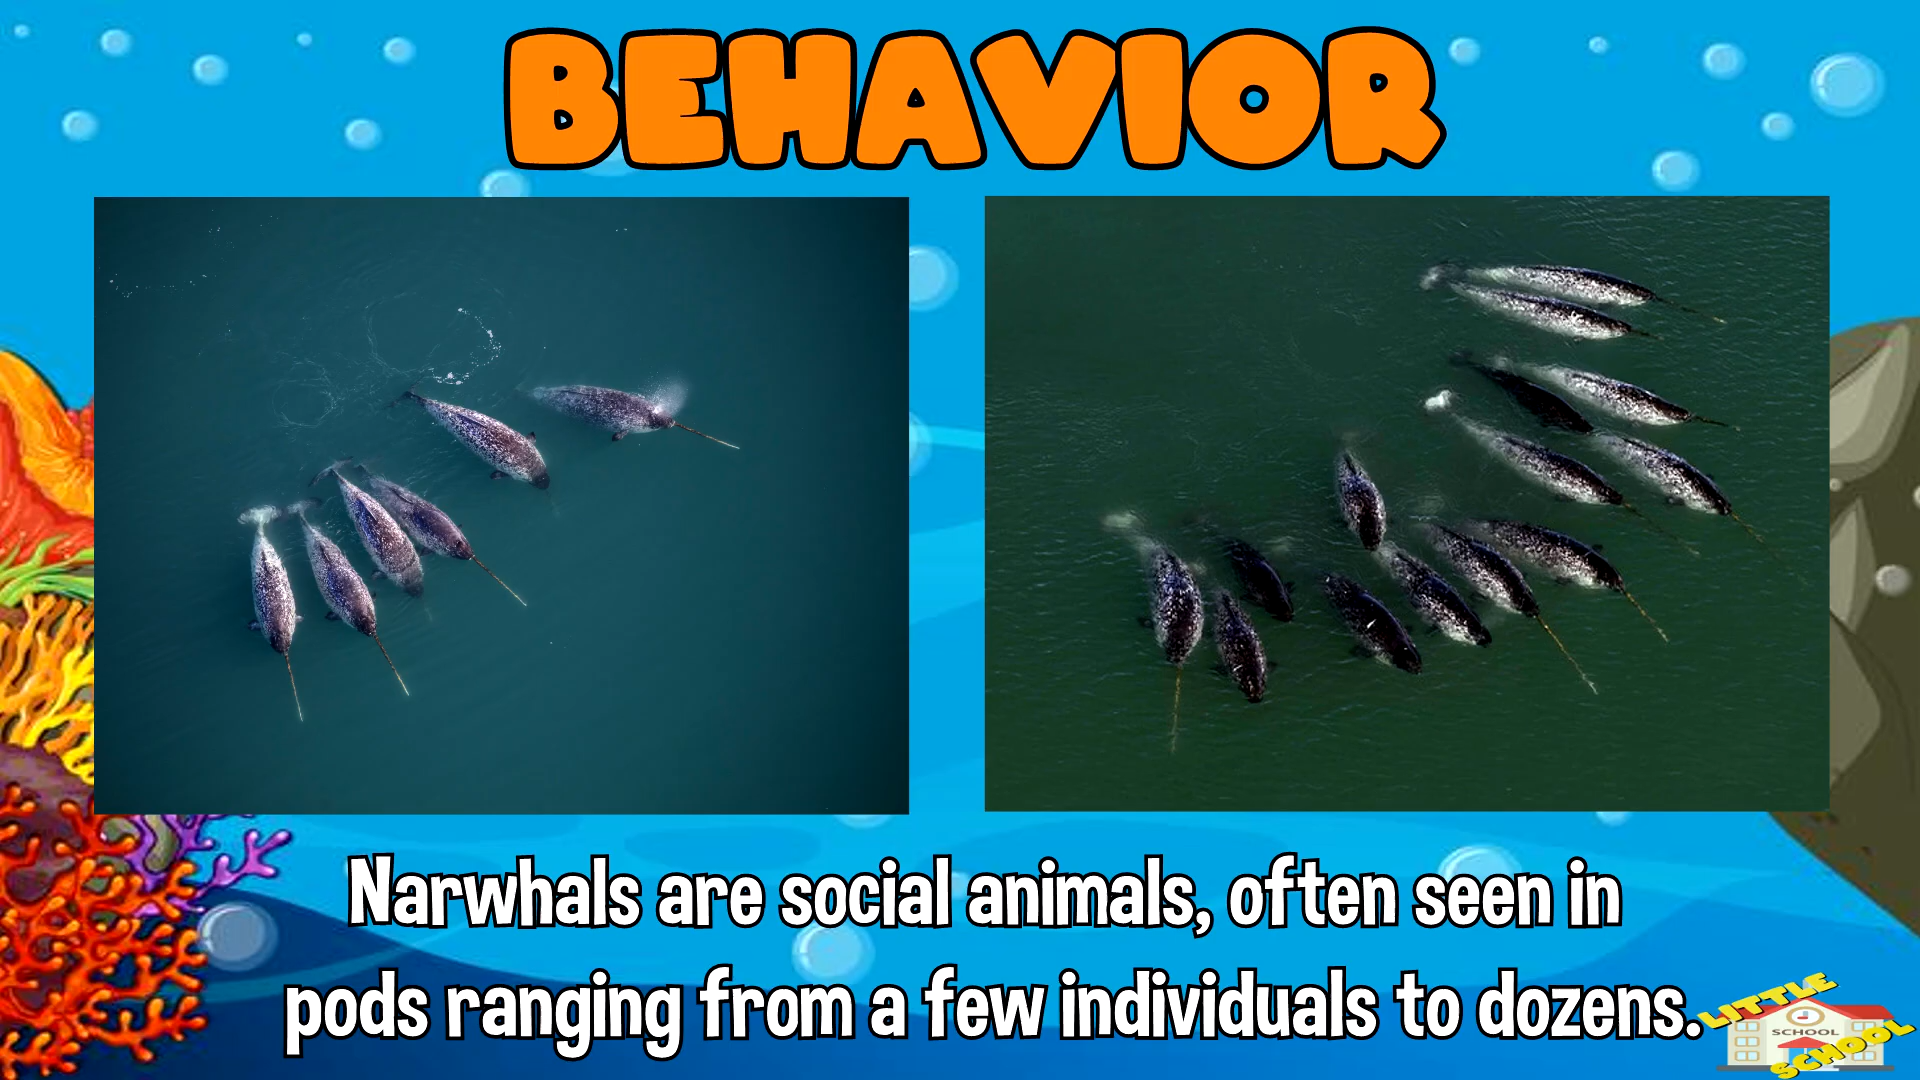 BEHAVIOR
Narwhals are social animals, often seen in
pods ranging from a few individuals to dozens.
LITTLE
SCHOOL
SCHOOL